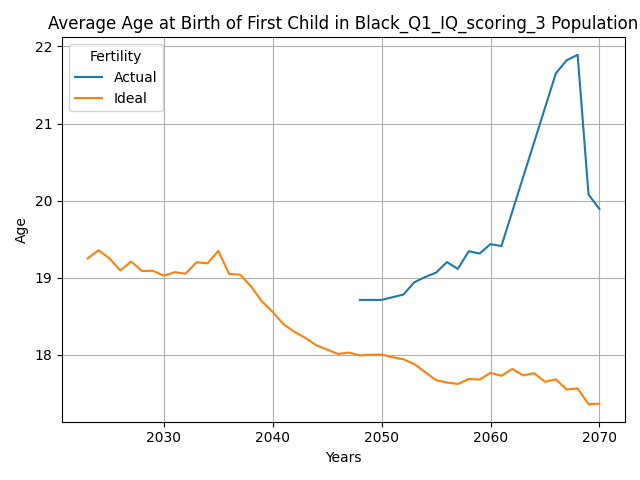 Average Age at Birth of First Child in Black_Q1_IQ_scoring_3 Population
Fertility
Actual
Ideal
22
21
20
19
18
Age
2030
2040
2050
2060
2070
Years